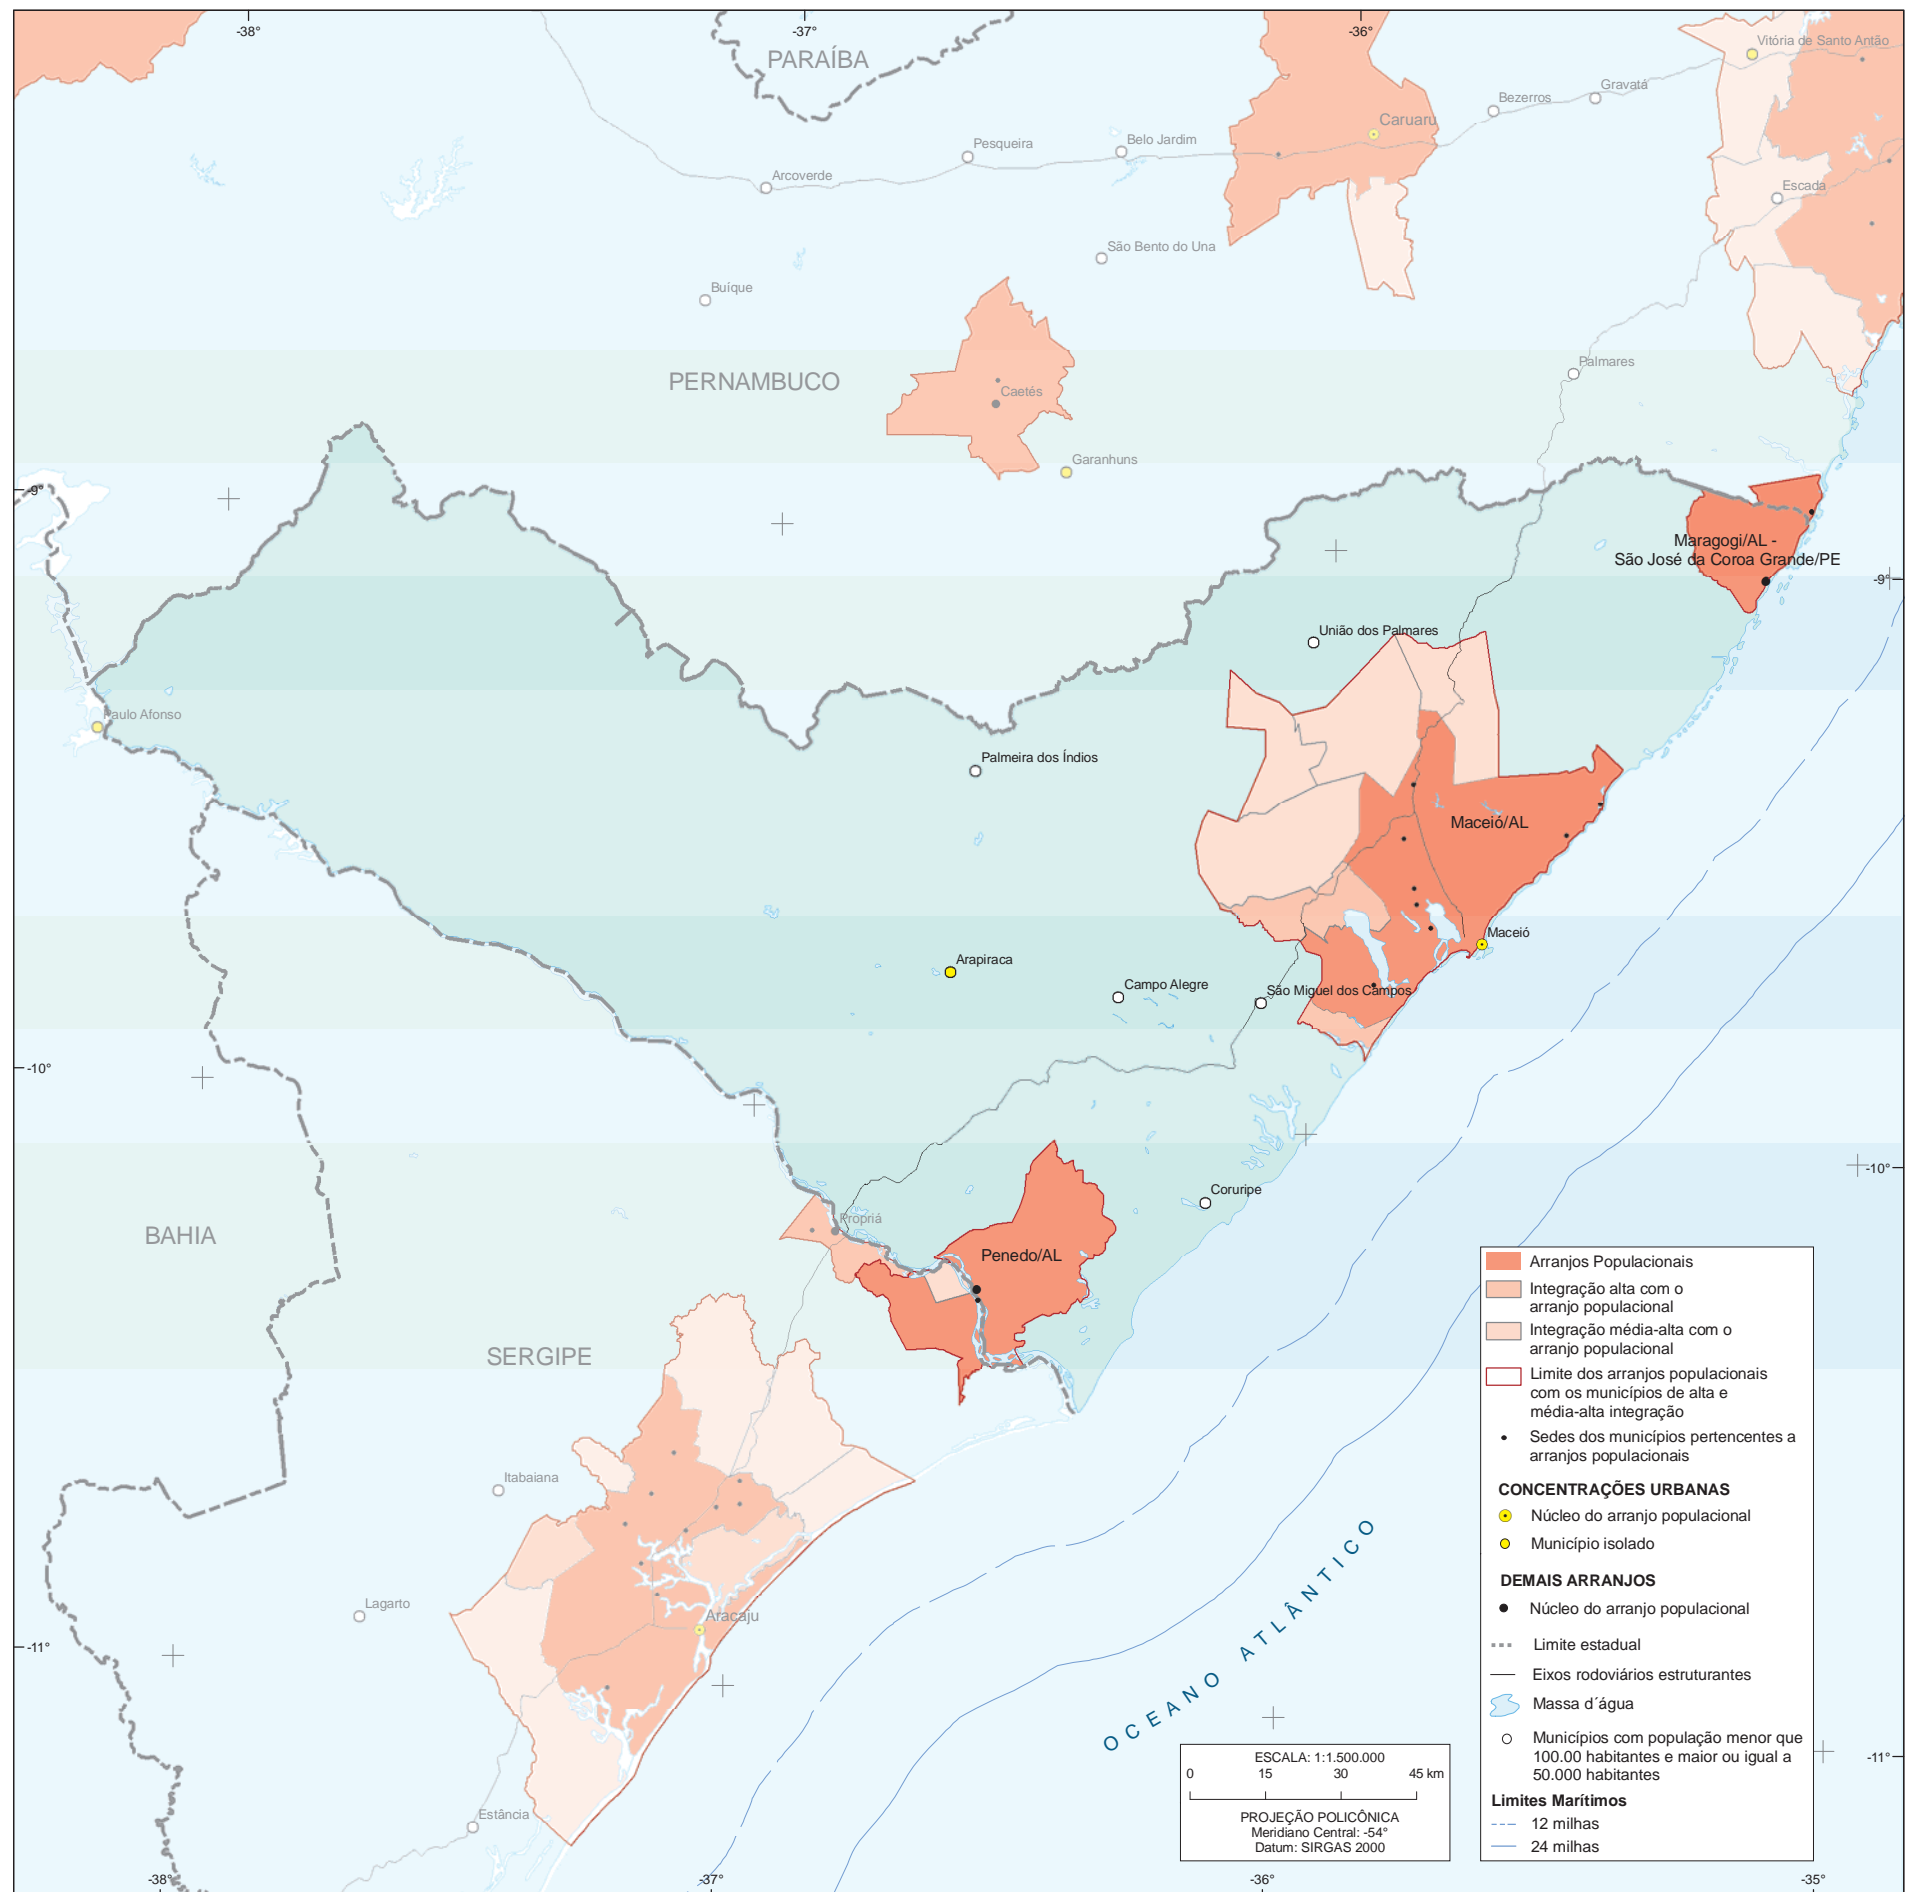 -38°
-37°
-36°
PARAÍBA
Vitória de Santo Antão
Gravatá
Bezerros
Caruaru
Belo Jardim
Pesqueira
Arcoverde
Escada
São Bento do Una
Buíque
Palmares
PERNAMBUCO
Caetés
Garanhuns
-9°
Maragogi/AL -
São José da Coroa Grande/PE
-9°
União dos Palmares
Paulo Afonso
Palmeira dos Índios
Maceió/AL
Maceió
Arapiraca
Campo Alegre
São Miguel dos Campos
-10°
-10°
Coruripe
Propriá
BAHIA
Penedo/AL
SERGIPE
Itabaiana
Lagarto
Aracaju
-11°
-11°
Estância
OCEANO ATLÂNTICO
Arranjos Populacionais
Integração alta com o
arranjo populacional
Integração média-alta com o
arranjo populacional
Limite dos arranjos populacionais
com os municípios de alta e
média-alta integração
Sedes dos municípios pertencentes a
arranjos populacionais
CONCENTRAÇÕES URBANAS
Núcleo do arranjo populacional
Município isolado
DEMAIS ARRANJOS
Núcleo do arranjo populacional
Limite estadual
Eixos rodoviários estruturantes
Massa d´água
Municípios com população menor que
100.00 habitantes e maior ou igual a
50.000 habitantes
Limites Marítimos
12 milhas
24 milhas
ESCALA: 1:1.500.000
0 15 30 45 km
PROJEÇÃO POLICÔNICA
Meridiano Central: -54°
Datum: SIRGAS 2000
-38°
-37°
-36°
-35°